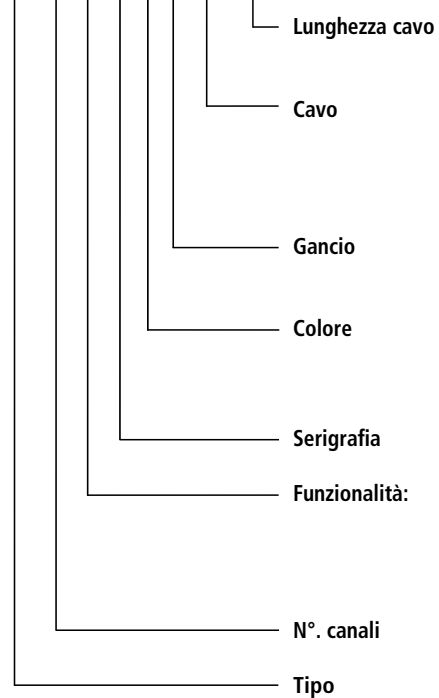 Lunghezza cavo
Cavo
Gancio
Colore
Serigrafia
Funzionalità:
N°. canali
Tipo